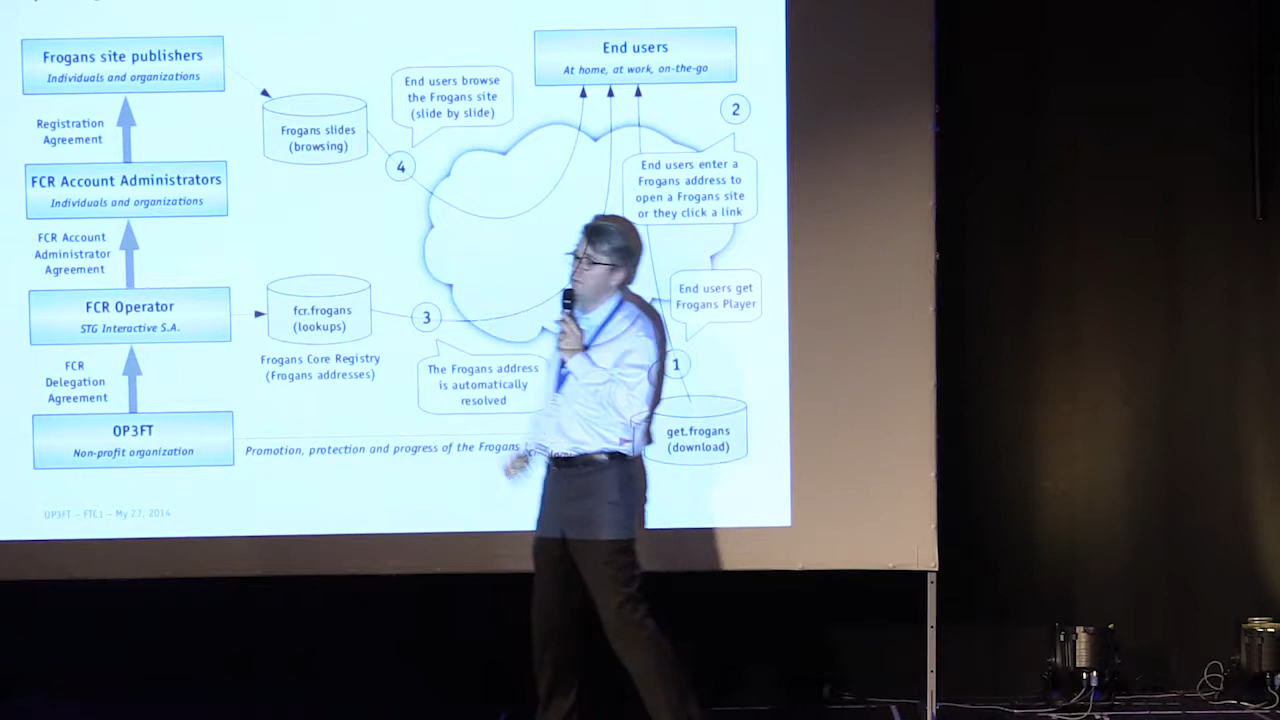 Frogans site publishers
Individuals and organizations
Registration
Agreement
FCR Account Administrators
Individuals and organizations
FCR Account
Administrator
Agreement
FCR Operator
STG Interactive S.A.
FCR
Delegation
Agreement
OP3FT
Non-profit organization
Frogans slides
(browsing)
End users browse
the Frogans site
(slide by slide)
4
End users
At home, at work, on-the-go
2
End users enter a
Frogans address to
open a Frogans site
or they click a link
End users get
Frogans Player
1
get.frogans
(download)
fcr.frogans
(lookups)
3
Frogans Core Registry
(Frogans addresses)
The Frogans address
is automatically
resolved
Promotion, protection and progress of the Frogans
OP3FT – FTC1 – My 27, 2014